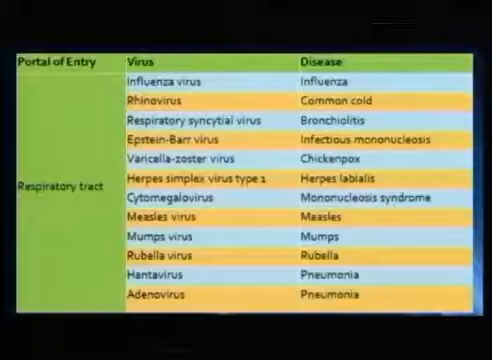 Portal of Entry Virus Disease
Influenza virus Influenza
Rhinovirus Common cold
Respiratory syncytial virus Bronchiolitis
Epstein-Barr virus Infectious mononucleosis
Varicella-zoster virus Chickenpox
Respiratory tract Herpes simplex virus type 1 Herpes labialis
Cytomegalovirus Mononucleosis syndrome
Measles virus Measles
Mumps virus Mumps
Rubella virus Rubella
Hantavirus Pneumonia
Adenovirus Pneumonia